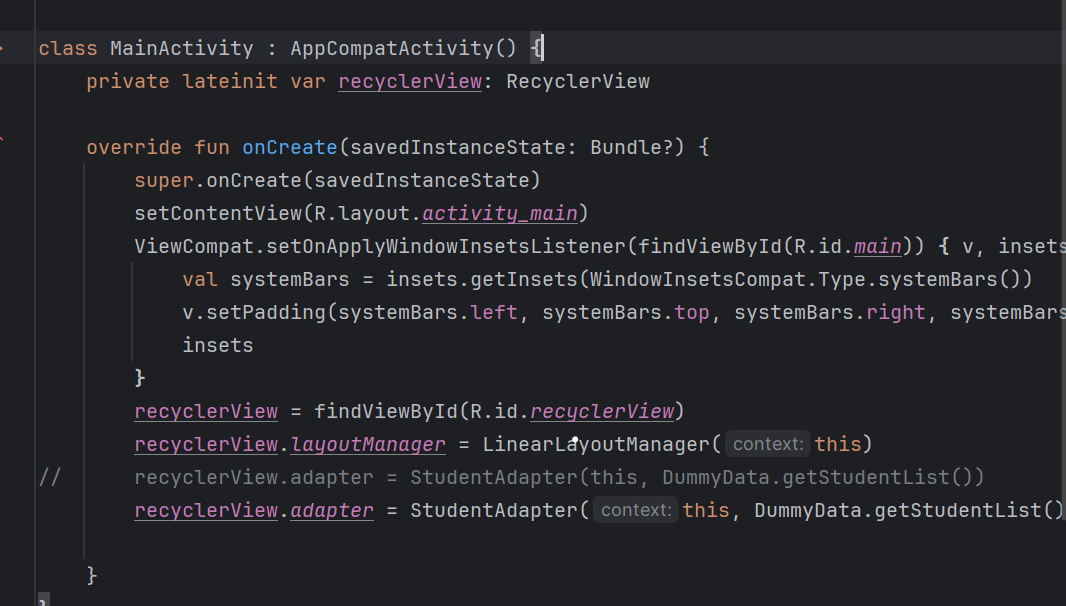 class MainActivity : AppCompatActivity() {
private lateinit var recyclerView: RecyclerView
override fun onCreate(savedInstanceState: Bundle?) {
super.onCreate(savedInstanceState)
setContentView(R.layout.activity_main)
ViewCompat.setOnApplyWindowInsetsListener(findViewById(R.id.main)) { v, insets
val systemBars = insets.getInsets(WindowInsetsCompat.Type.systemBars())
v.setPadding(systemBars.left, systemBars.top, systemBars.right, systemBars
insets
}
recyclerView = findViewById(R.id.recyclerView)
recyclerView.layoutManager = LinearLayoutManager( context: this)
// recyclerView.adapter = StudentAdapter(this, DummyData.getStudentList())
recyclerView.adapter = StudentAdapter( context: this, DummyData.getStudentList()
}
}